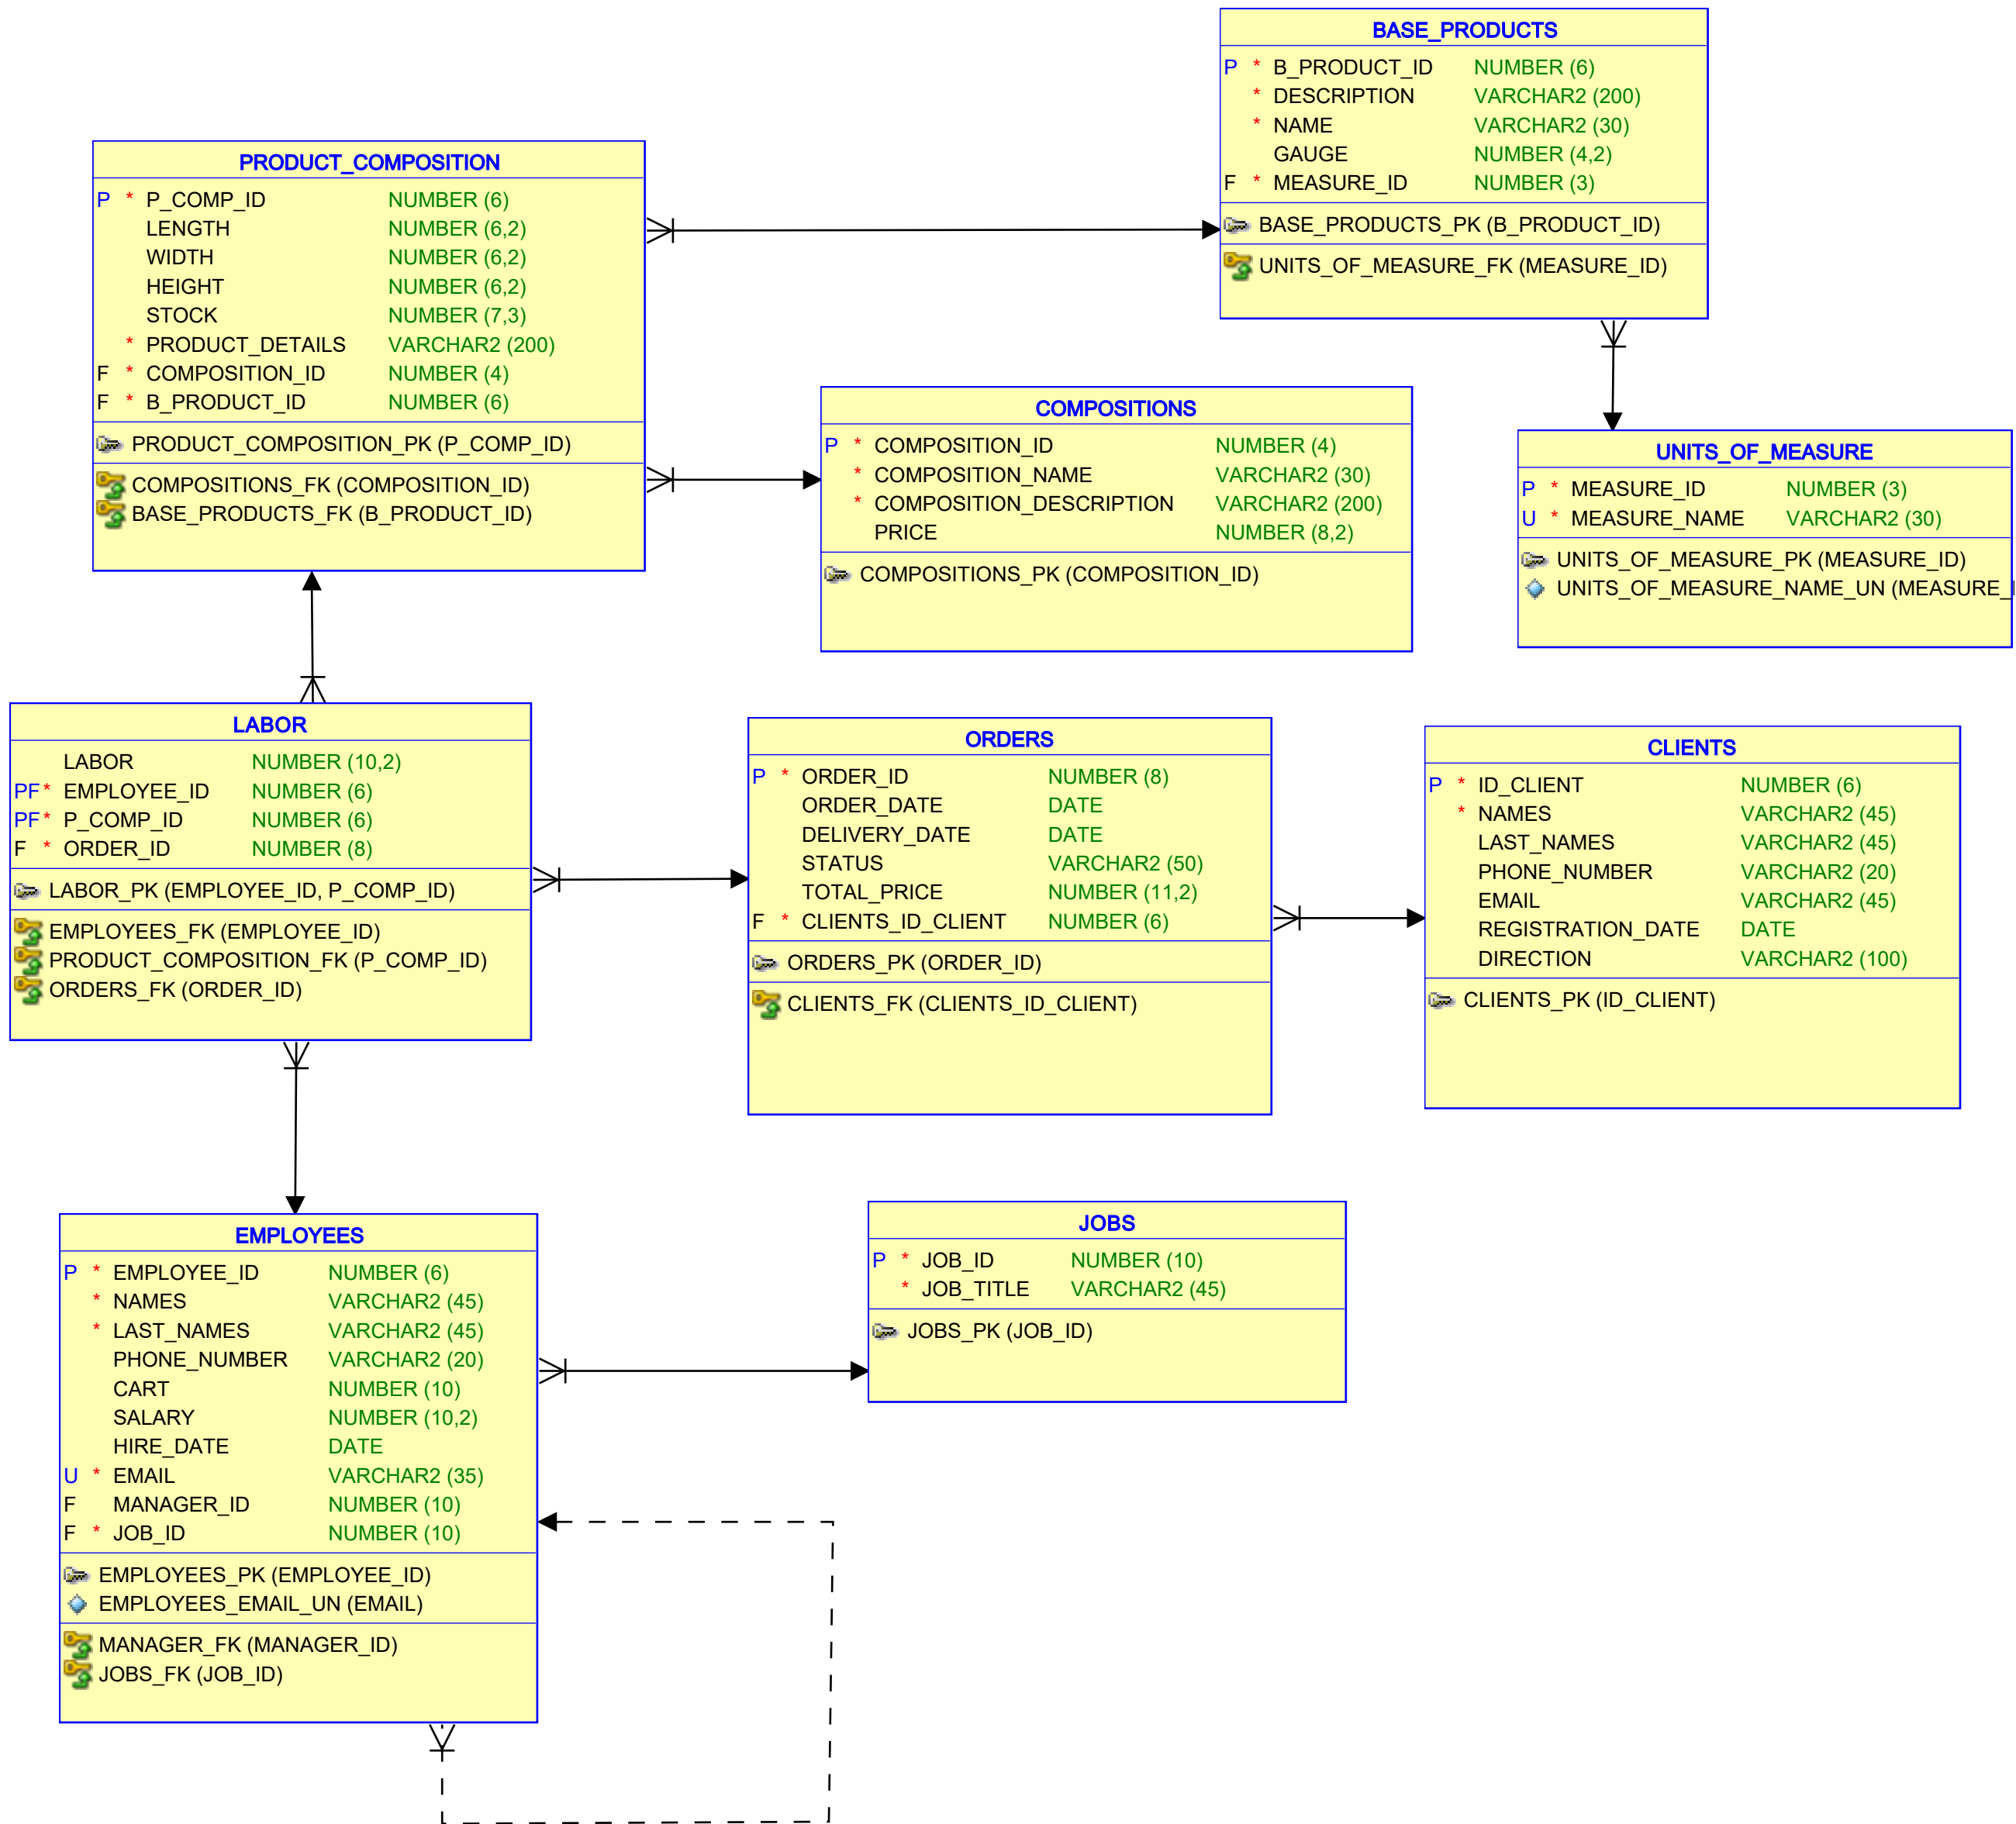 BASE_PRODUCTS
P * B_PRODUCT_ID NUMBER (6)
* DESCRIPTION VARCHAR2 (200)
* NAME VARCHAR2 (30)
GAUGE NUMBER (4,2)
F * MEASURE_ID NUMBER (3)
BASE_PRODUCTS_PK (B_PRODUCT_ID)
UNITS_OF_MEASURE_FK (MEASURE_ID)
PRODUCT_COMPOSITION
P * P_COMP_ID NUMBER (6)
LENGTH NUMBER (6,2)
WIDTH NUMBER (6,2)
HEIGHT NUMBER (6,2)
STOCK NUMBER (7,3)
* PRODUCT_DETAILS VARCHAR2 (200)
F * COMPOSITION_ID NUMBER (4)
F * B_PRODUCT_ID NUMBER (6)
PRODUCT_COMPOSITION_PK (P_COMP_ID)
COMPOSITIONS_FK (COMPOSITION_ID)
BASE_PRODUCTS_FK (B_PRODUCT_ID)
COMPOSITIONS
P * COMPOSITION_ID NUMBER (4)
* COMPOSITION_NAME VARCHAR2 (30)
* COMPOSITION_DESCRIPTION VARCHAR2 (200)
PRICE NUMBER (8,2)
COMPOSITIONS_PK (COMPOSITION_ID)
UNITS_OF_MEASURE
P * MEASURE_ID NUMBER (3)
U * MEASURE_NAME VARCHAR2 (30)
UNITS_OF_MEASURE_PK (MEASURE_ID)
UNITS_OF_MEASURE_NAME_UN (MEASURE_
LABOR
LABOR NUMBER (10,2)
PF * EMPLOYEE_ID NUMBER (6)
PF * P_COMP_ID NUMBER (6)
F * ORDER_ID NUMBER (8)
LABOR_PK (EMPLOYEE_ID, P_COMP_ID)
EMPLOYEES_FK (EMPLOYEE_ID)
PRODUCT_COMPOSITION_FK (P_COMP_ID)
ORDERS_FK (ORDER_ID)
ORDERS
P * ORDER_ID NUMBER (8)
ORDER_DATE DATE
DELIVERY_DATE DATE
STATUS VARCHAR2 (50)
TOTAL_PRICE NUMBER (11,2)
F * CLIENTS_ID_CLIENT NUMBER (6)
ORDERS_PK (ORDER_ID)
CLIENTS_FK (CLIENTS_ID_CLIENT)
CLIENTS
P * ID_CLIENT NUMBER (6)
* NAMES VARCHAR2 (45)
LAST_NAMES VARCHAR2 (45)
PHONE_NUMBER VARCHAR2 (20)
EMAIL VARCHAR2 (45)
REGISTRATION_DATE DATE
DIRECTION VARCHAR2 (100)
CLIENTS_PK (ID_CLIENT)
EMPLOYEES
P * EMPLOYEE_ID NUMBER (6)
* NAMES VARCHAR2 (45)
* LAST_NAMES VARCHAR2 (45)
PHONE_NUMBER VARCHAR2 (20)
CART NUMBER (10)
SALARY NUMBER (10,2)
HIRE_DATE DATE
U * EMAIL VARCHAR2 (35)
F MANAGER_ID NUMBER (10)
F * JOB_ID NUMBER (10)
EMPLOYEES_PK (EMPLOYEE_ID)
EMPLOYEES_EMAIL_UN (EMAIL)
MANAGER_FK (MANAGER_ID)
JOBS_FK (JOB_ID)
JOBS
P * JOB_ID NUMBER (10)
* JOB_TITLE VARCHAR2 (45)
JOBS_PK (JOB_ID)